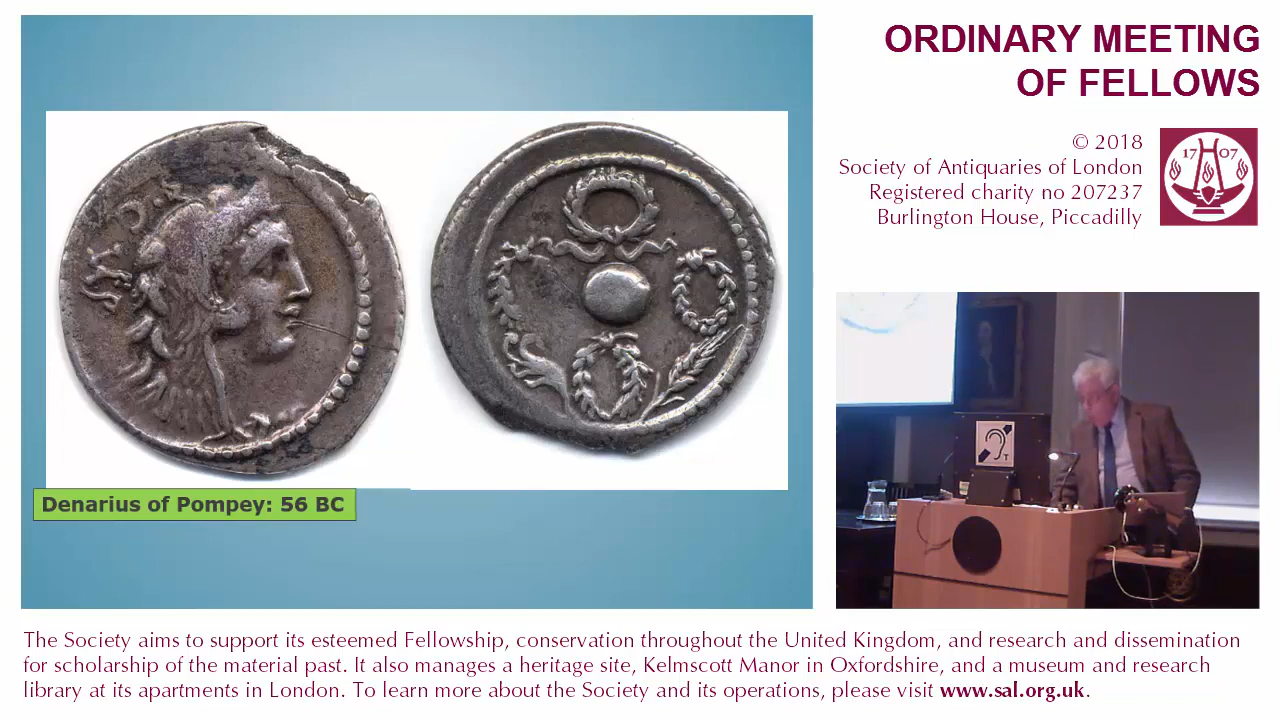 ORDINARY MEETING
OF FELLOWS
© 2018
Society of Antiquaries of London
Registered charity no 207237
Burlington House, Piccadilly
17 07
S.C.
Denarius of Pompey: 56 BC
T
The Society aims to support its esteemed Fellowship, conservation throughout the United Kingdom, and research and dissemination
for scholarship of the material past. It also manages a heritage site, Kelmscott Manor in Oxfordshire, and a museum and research
library at its apartments in London. To learn more about the Society and its operations, please visit www.sal.org.uk.